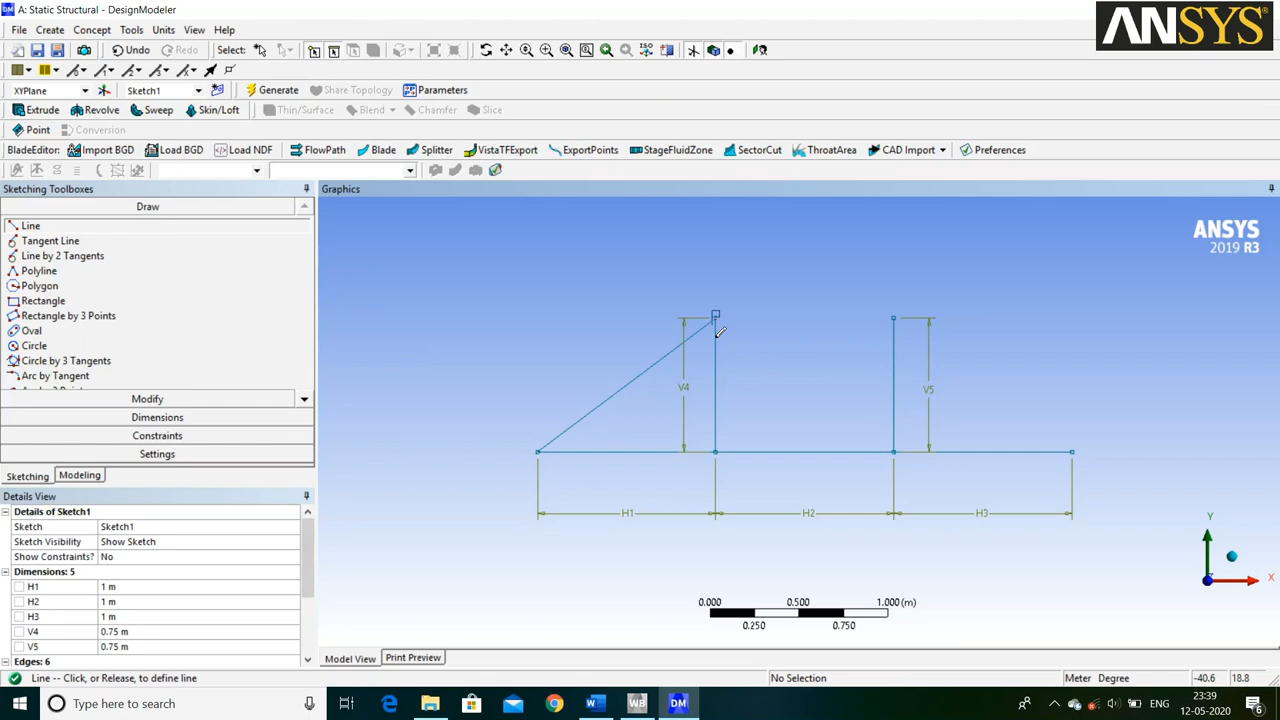 A: Static Structural - DesignModeler
File Create Concept Tools Units View Help
Undo Redo Select:
XYPlane Sketch1 Generate Share Topology Parameters
Extrude Revolve Sweep Skin/Loft Thin/Surface Blend Chamfer Slice
Point Conversion
BladeEditor: Import BGD Load BGD Load NDF FlowPath Blade Splitter VistaTFExport ExportPoints StageFluidZone SectorCut ThroatArea CAD Import Preferences
Sketching Toolboxes
Draw
Line
Tangent Line
Line by 2 Tangents
Polyline
Polygon
Rectangle
Rectangle by 3 Points
Oval
Circle
Circle by 3 Tangents
Arc by Tangent
Modify
Dimensions
Constraints
Settings
Sketching Modeling
Details View
Details of Sketch1
Sketch Sketch1
Sketch Visibility Show Sketch
Show Constraints? No
Dimensions: 5
H1 1 m
H2 1 m
H3 1 m
V4 0.75 m
V5 0.75 m
Edges: 6
Graphics
ANSYS
ANSYS
2019 R3
V4
V5
H1
H2
H3
Y
X
0.000 0.500 1.000 (m)
0.250 0.750
Model View Print Preview
Line -- Click, or Release, to define line No Selection Meter Degree -40.6 18.8
DM
Type here to search
W
WB
DM
ENG
23:39
12-05-2020
6